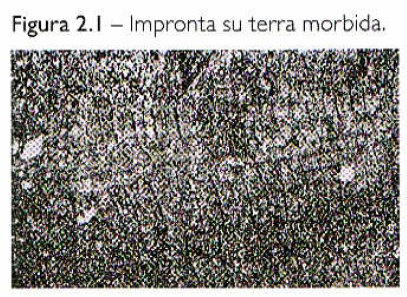 Figura 2.1 – Impronta su terra morbida.